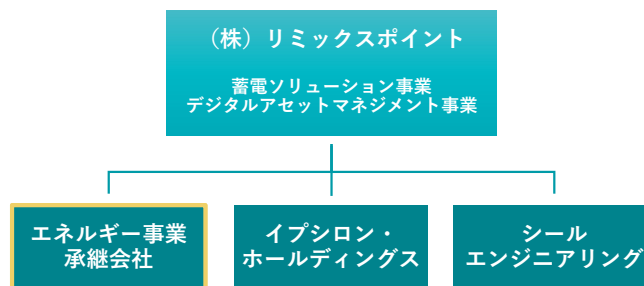 （株）リミックスポイント
蓄電ソリューション事業
デジタルアセットマネジメント事業
エネルギー事業
承継会社
イプシロン・
ホールディングス
シール
エンジニアリング